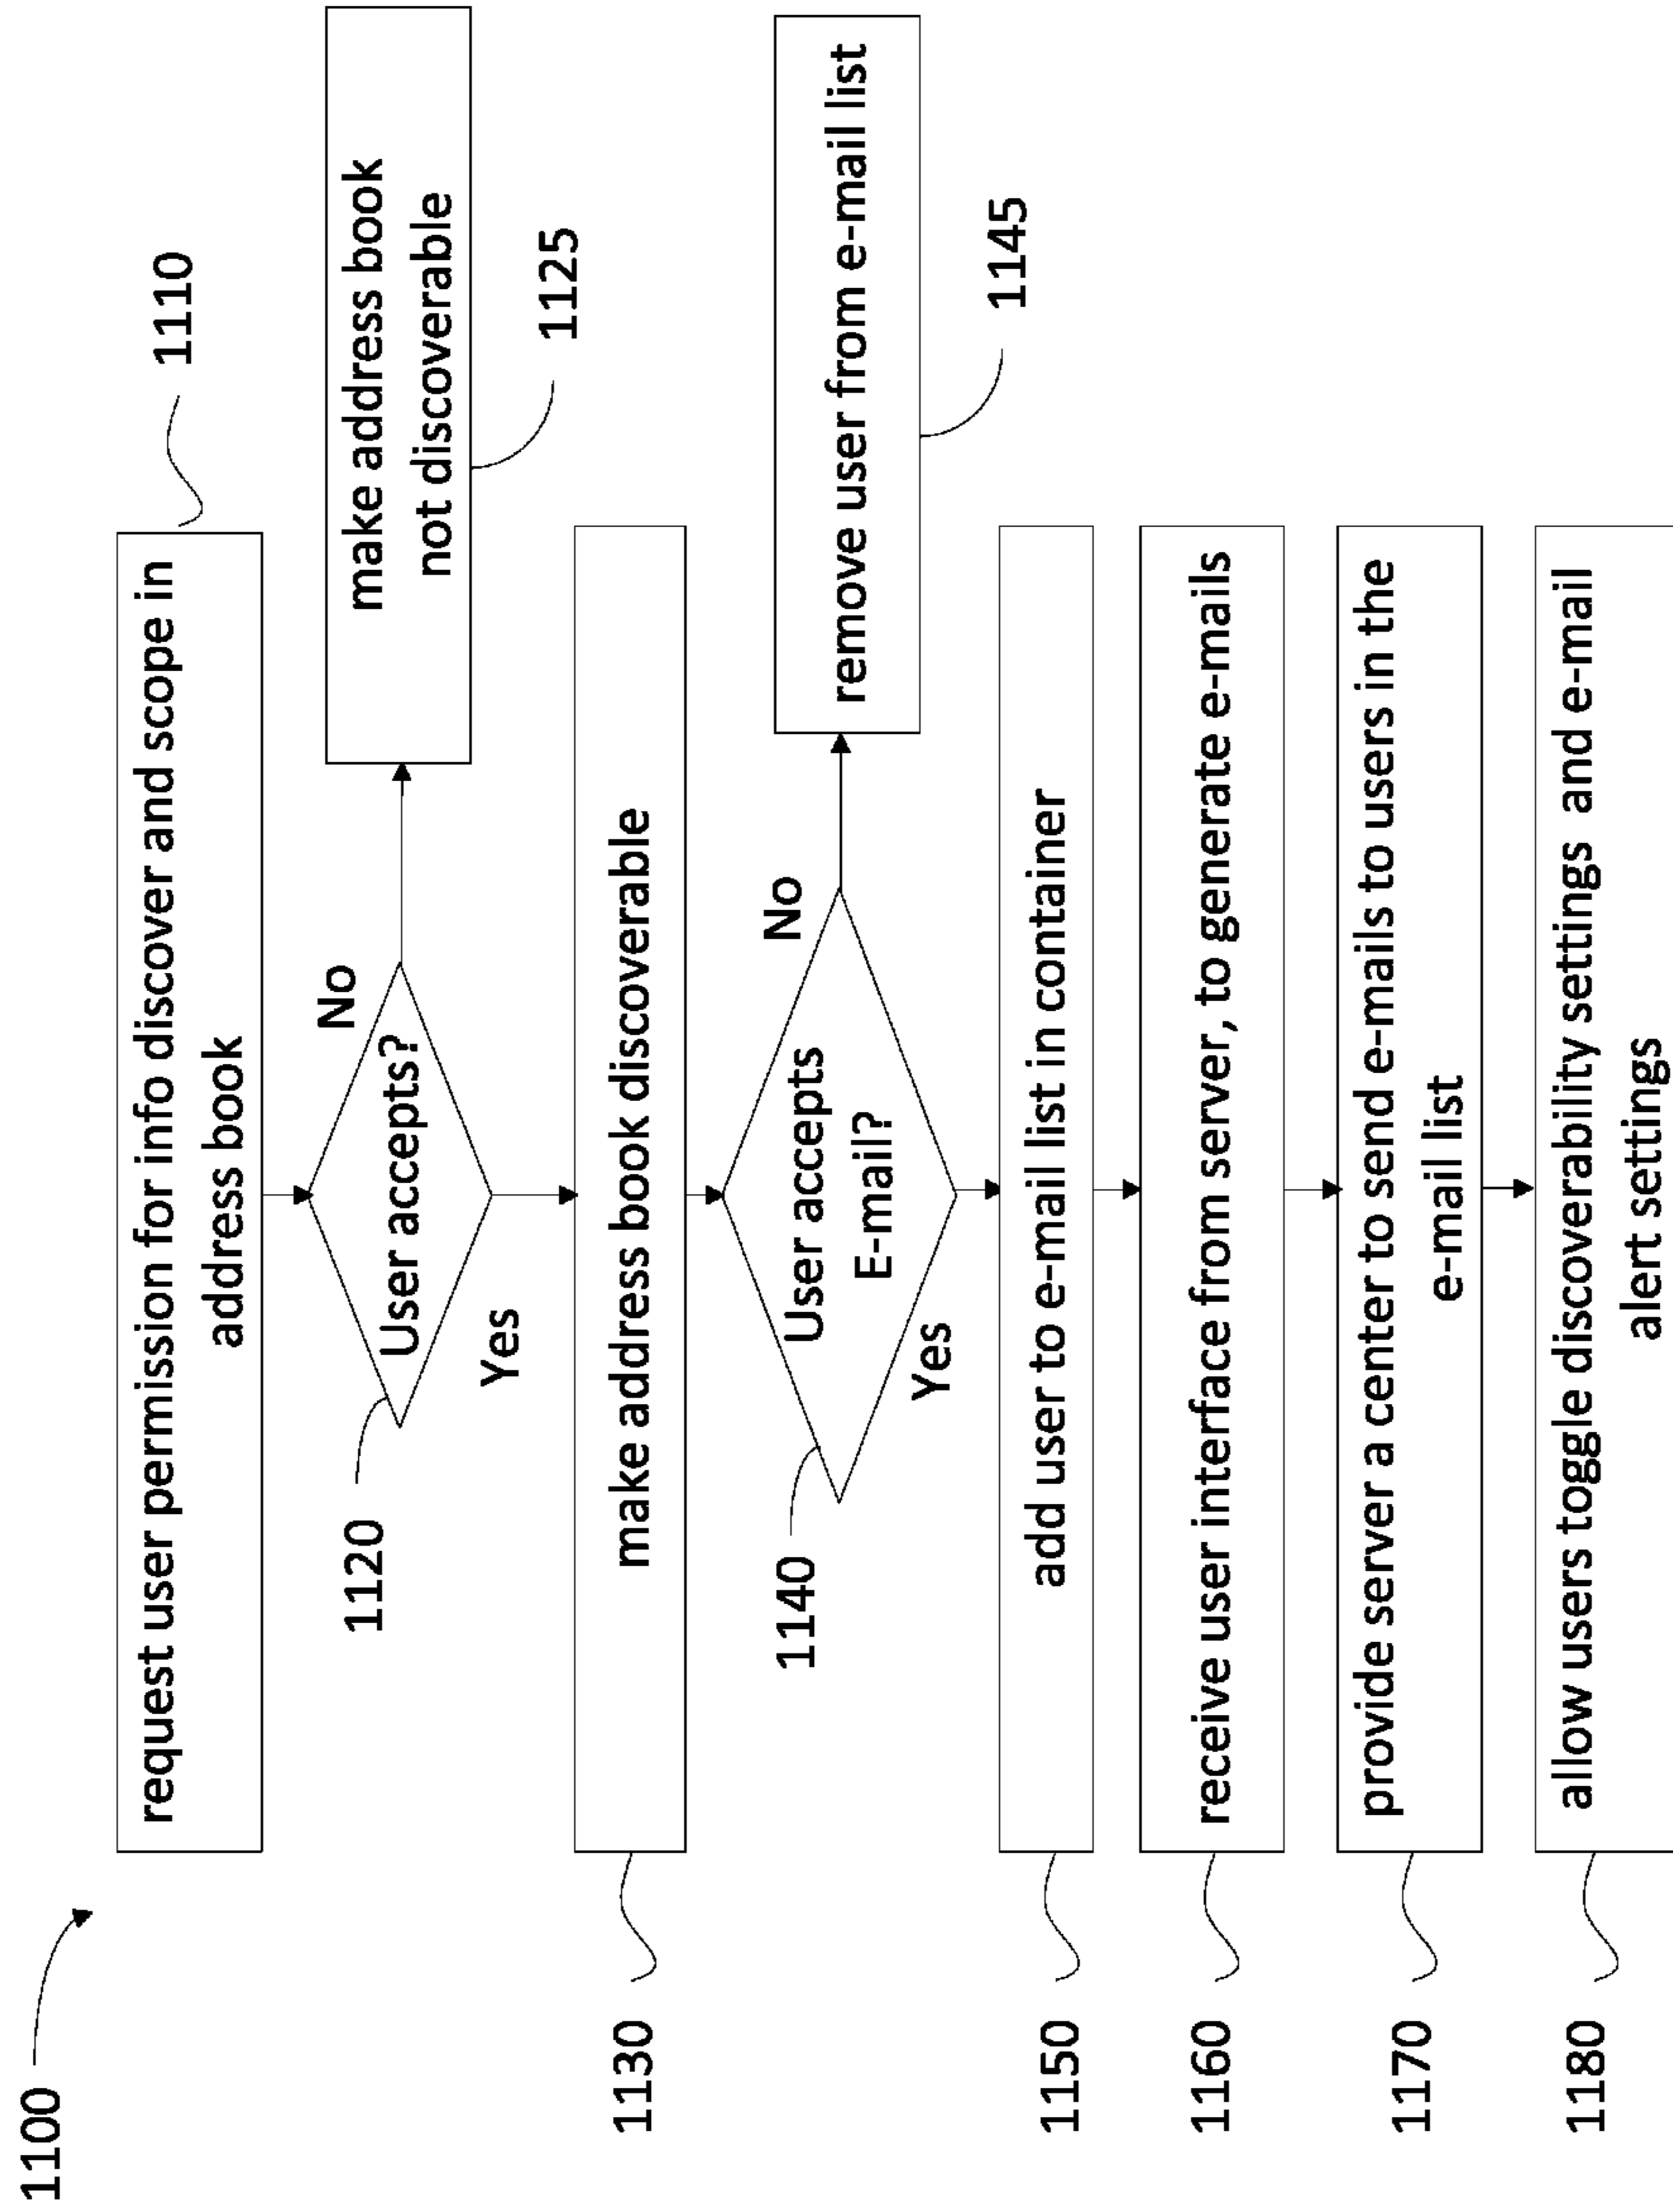 1100
request user permission for info discover and scope in
address book
1110
1120
User accepts?
No
Yes
make address book
not discoverable
1125
make address book discoverable
1130
1140
User accepts
E-mail?
No
Yes
remove user from e-mail list
1145
add user to e-mail list in container
1150
receive user interface from server, to generate e-mails
1160
provide server a center to send e-mails to users in the
e-mail list
1170
allow users toggle discoverability settings and e-mail
alert settings
1180